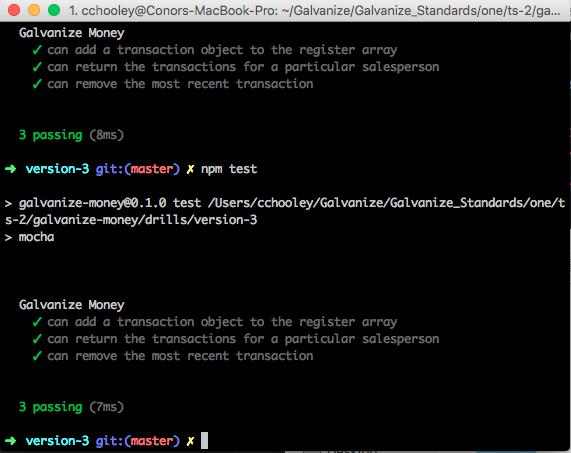 1. cchooley@Conors-MacBook-Pro: ~/Galvanize/Galvanize_Standards/one/ts-2/ga...
Galvanize Money
✓ can add a transaction object to the register array
✓ can return the transactions for a particular salesperson
✓ can remove the most recent transaction
3 passing (8ms)
➜ version-3 git:(master) ✗ npm test
> galvanize-money@0.1.0 test /Users/cchooley/Galvanize/Galvanize_Standards/one/t
s-2/galvanize-money/drills/version-3
> mocha
Galvanize Money
✓ can add a transaction object to the register array
✓ can return the transactions for a particular salesperson
✓ can remove the most recent transaction
3 passing (7ms)
➜ version-3 git:(master) ✗